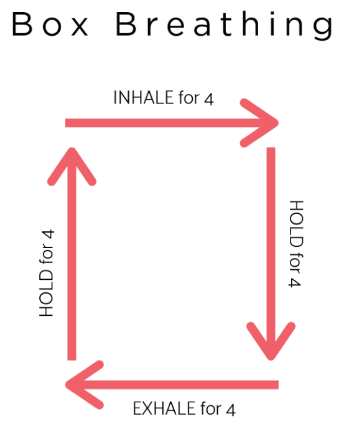 Box Breathing
INHALE for 4
HOLD for 4
EXHALE for 4
HOLD for 4